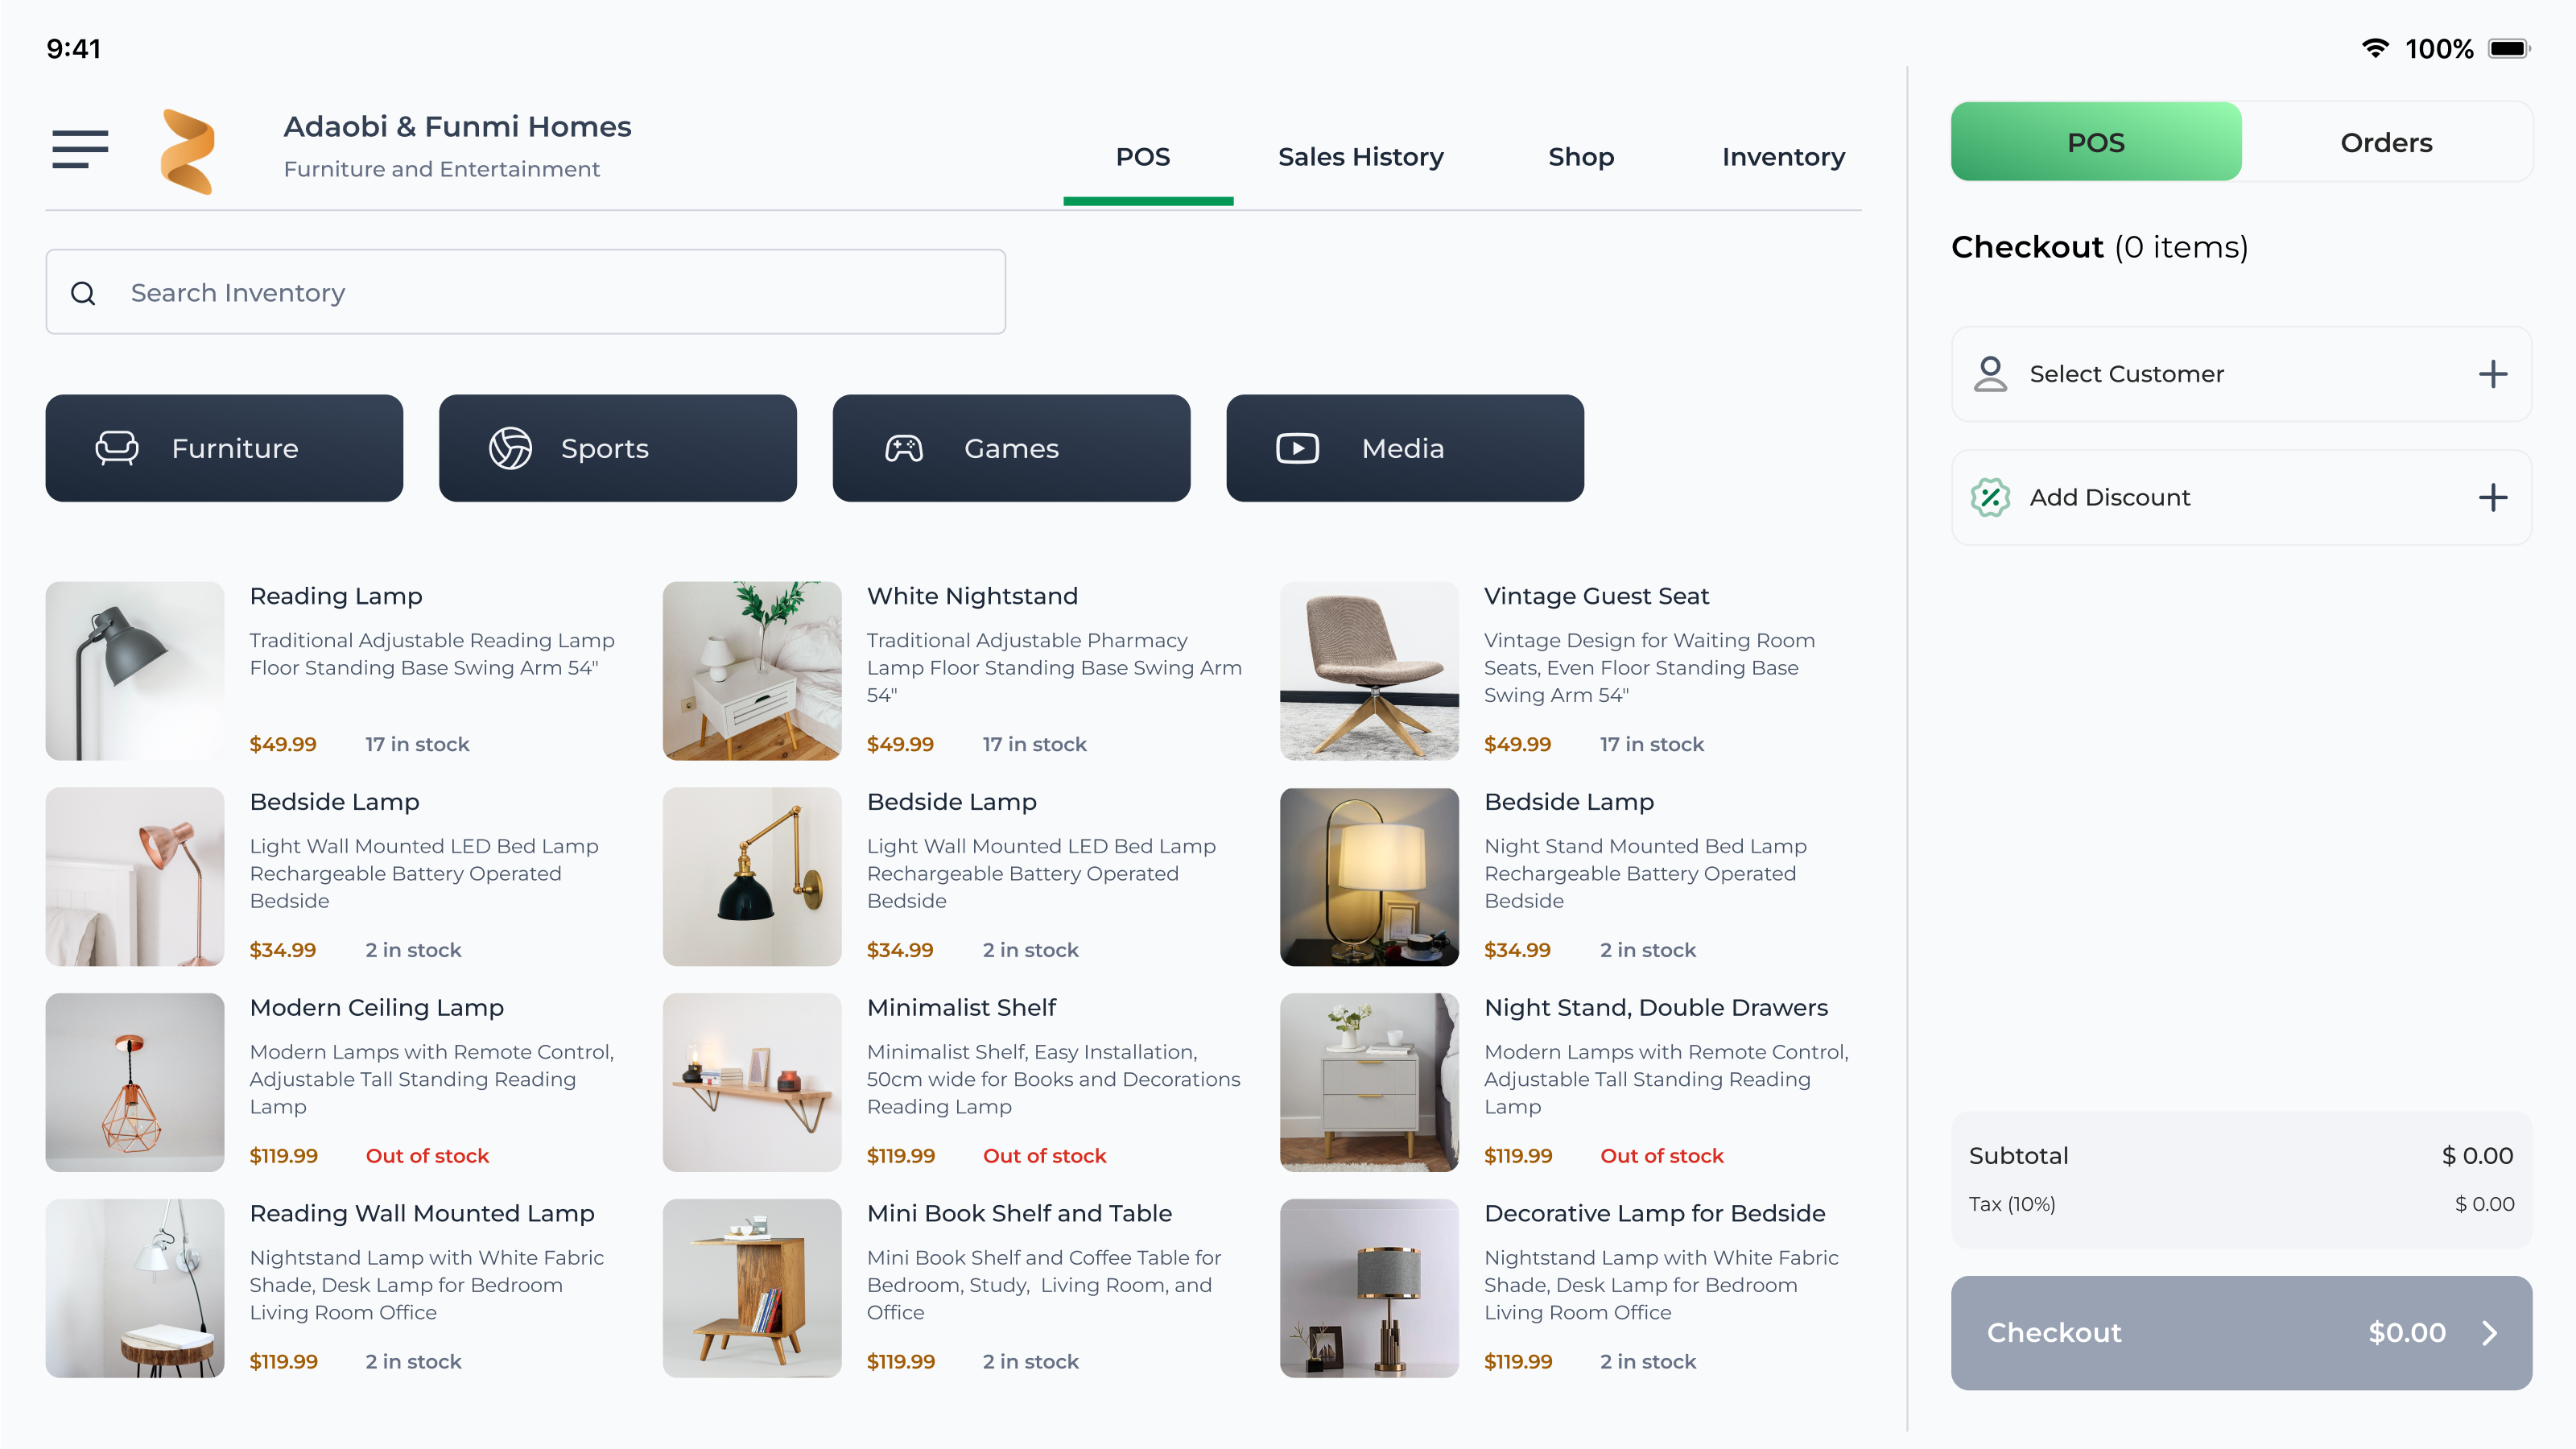 9:41
100%
Adaobi & Funmi Homes
Furniture and Entertainment
POS
Sales History
Shop
Inventory
Search Inventory
Furniture
Sports
Games
Media
Reading Lamp
Traditional Adjustable Reading Lamp
Floor Standing Base Swing Arm 54"
$49.99 17 in stock
White Nightstand
Traditional Adjustable Pharmacy
Lamp Floor Standing Base Swing Arm
54"
$49.99 17 in stock
Vintage Guest Seat
Vintage Design for Waiting Room
Seats, Even Floor Standing Base
Swing Arm 54"
$49.99 17 in stock
Bedside Lamp
Light Wall Mounted LED Bed Lamp
Rechargeable Battery Operated
Bedside
$34.99 2 in stock
Bedside Lamp
Light Wall Mounted LED Bed Lamp
Rechargeable Battery Operated
Bedside
$34.99 2 in stock
Bedside Lamp
Night Stand Mounted Bed Lamp
Rechargeable Battery Operated
Bedside
$34.99 2 in stock
Modern Ceiling Lamp
Modern Lamps with Remote Control,
Adjustable Tall Standing Reading
Lamp
$119.99 Out of stock
Minimalist Shelf
Minimalist Shelf, Easy Installation,
50cm wide for Books and Decorations
Reading Lamp
$119.99 Out of stock
Night Stand, Double Drawers
Modern Lamps with Remote Control,
Adjustable Tall Standing Reading
Lamp
$119.99 Out of stock
Reading Wall Mounted Lamp
Nightstand Lamp with White Fabric
Shade, Desk Lamp for Bedroom
Living Room Office
$119.99 2 in stock
Mini Book Shelf and Table
Mini Book Shelf and Coffee Table for
Bedroom, Study,  Living Room, and
Office
$119.99 2 in stock
Decorative Lamp for Bedside
Nightstand Lamp with White Fabric
Shade, Desk Lamp for Bedroom
Living Room Office
$119.99 2 in stock
POS
Orders
Checkout (0 items)
Select Customer
Add Discount
Subtotal $ 0.00
Tax (10%) $ 0.00
Checkout $0.00